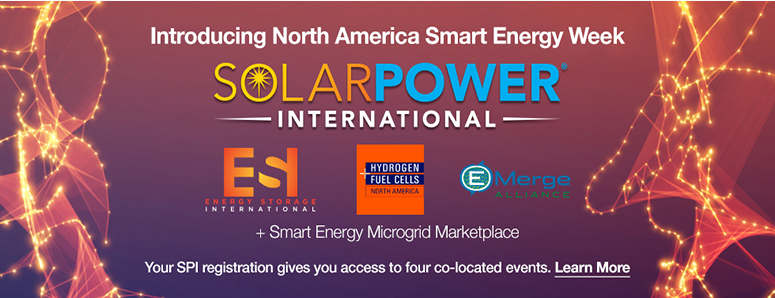 Introducing North America Smart Energy Week
SOLARPOWER®
INTERNATIONAL
ESI
ENERGY STORAGE
INTERNATIONAL
HYDROGEN
FUEL CELLS
NORTH AMERICA
EMerge
ALLIANCE
+ Smart Energy Microgrid Marketplace
Your SPI registration gives you access to four co-located events. Learn More